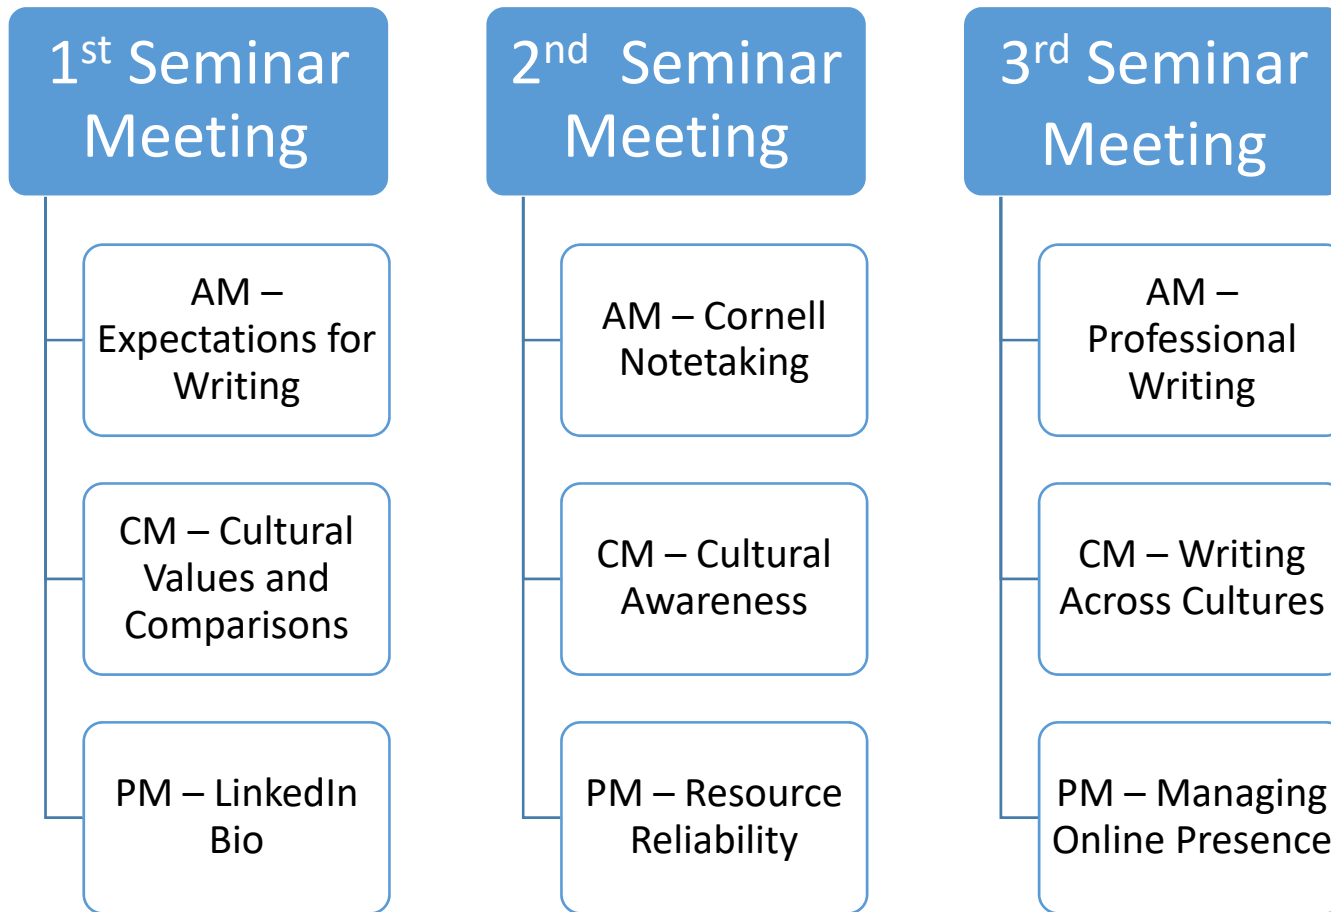 1st Seminar
Meeting
AM –
Expectations for
Writing
CM – Cultural
Values and
Comparisons
PM – LinkedIn
Bio
2nd Seminar
Meeting
AM – Cornell
Notetaking
CM – Cultural
Awareness
PM – Resource
Reliability
3rd Seminar
Meeting
AM –
Professional
Writing
CM – Writing
Across Cultures
PM – Managing
Online Presence